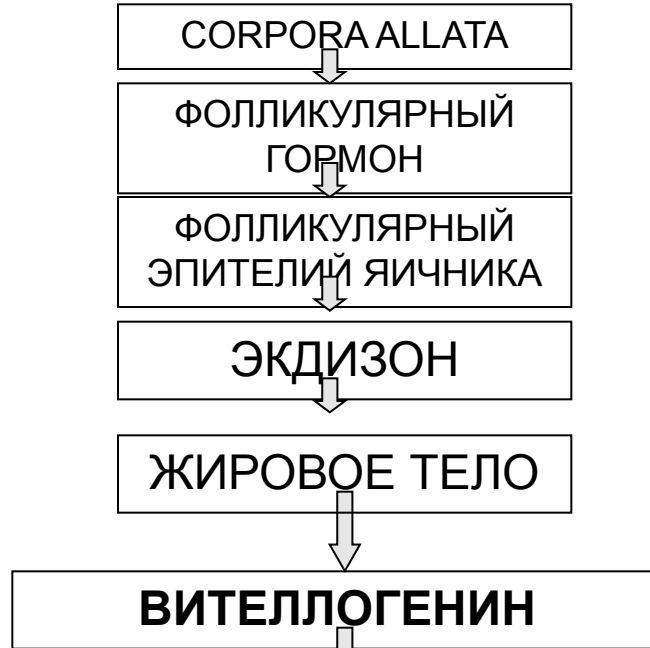 CORPORA ALLATA
ФОЛЛИКУЛЯРНЫЙ
ГОРМОН
ФОЛЛИКУЛЯРНЫЙ
ЭПИТЕЛИЙ ЯИЧНИКА
ЭКДИЗОН
ЖИРОВОЕ ТЕЛО
ВИТЕЛЛОГЕНИН